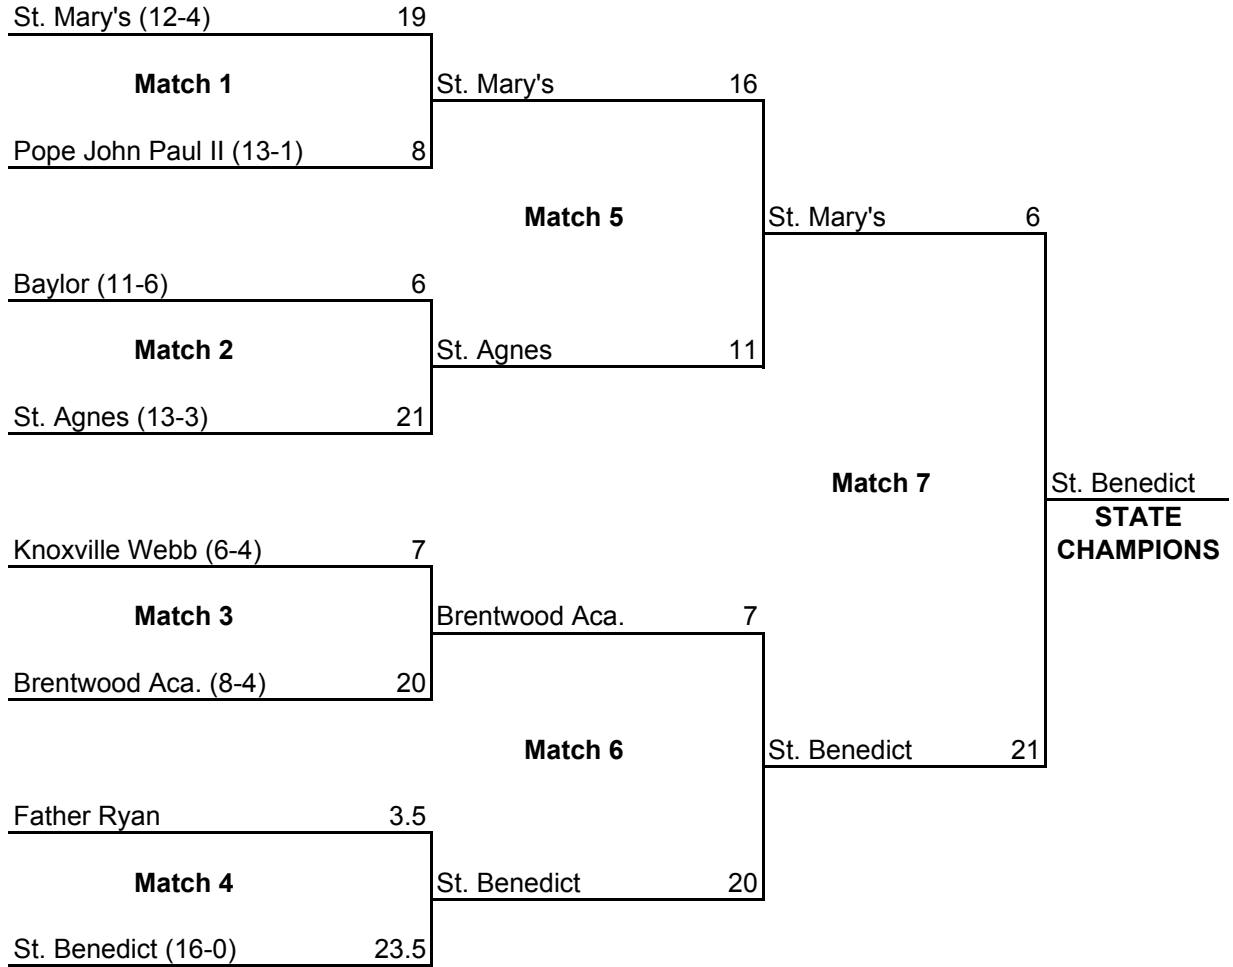 St. Mary's (12-4) 19
Match 1 St. Mary's 16
Pope John Paul II (13-1) 8
Match 5 St. Mary's 6
Baylor (11-6) 6
Match 2 St. Agnes 11
St. Agnes (13-3) 21
Match 7 St. Benedict
STATE
CHAMPIONS
Knoxville Webb (6-4) 7
Match 3 Brentwood Aca. 7
Brentwood Aca. (8-4) 20
Match 6 St. Benedict 21
Father Ryan 3.5
Match 4 St. Benedict 20
St. Benedict (16-0) 23.5